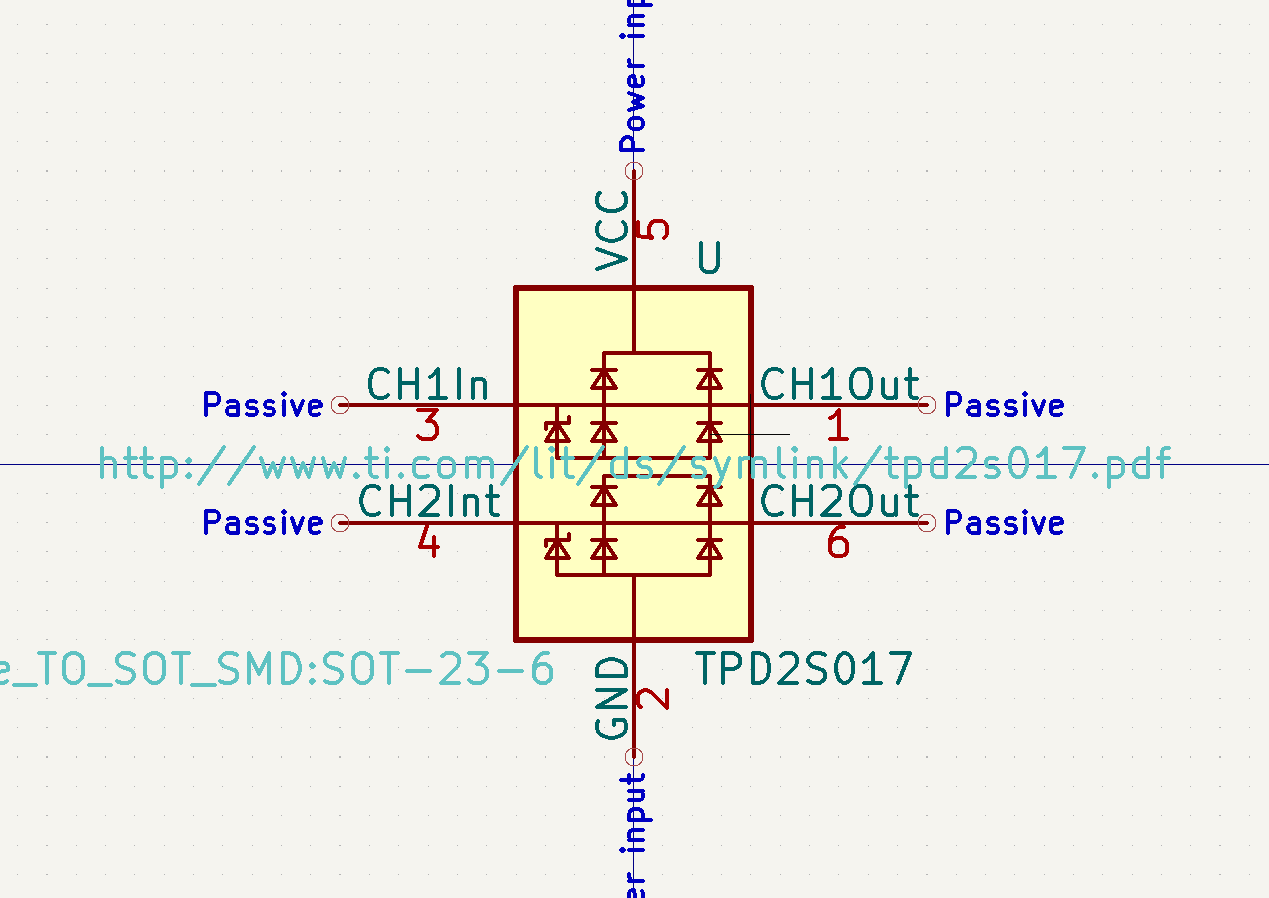 Power inp
VCC
5
U
CH1In
CH1Out
Passive
Passive
3
1
http://www.ti.com/lit/ds/symlink/tpd2s017.pdf
CH2Int
CH2Out
Passive
Passive
4
6
e_TO_SOT_SMD:SOT-23-6
TPD2S017
GND
2
er input